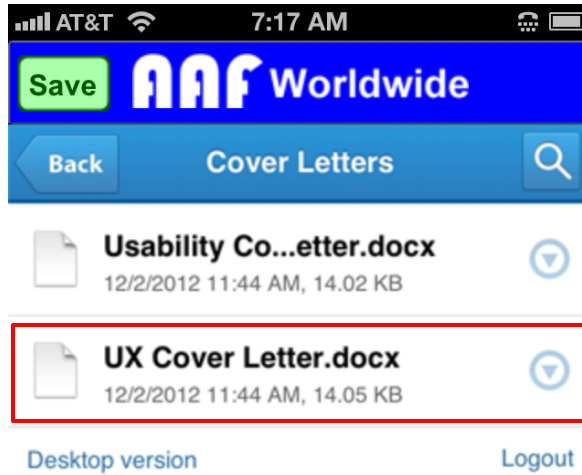 AT&T 7:17 AM
Save AAF Worldwide
Back Cover Letters
Usability Co...etter.docx
12/2/2012 11:44 AM, 14.02 KB
UX Cover Letter.docx
12/2/2012 11:44 AM, 14.05 KB
Desktop version Logout